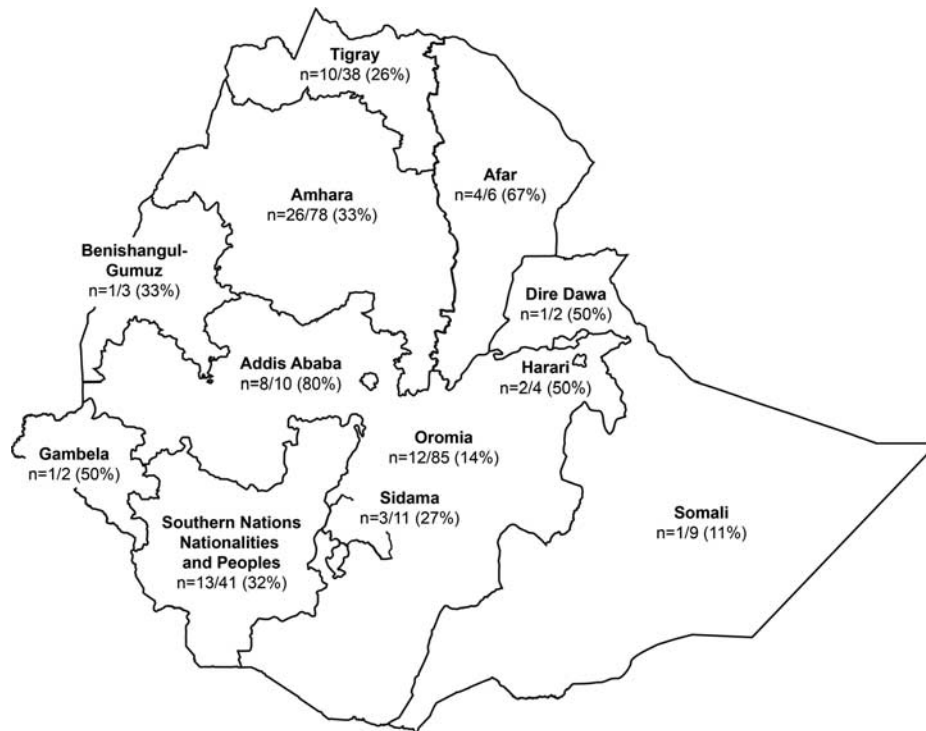 Tigray
n=10/38 (26%)
Afar
n=4/6 (67%)
Amhara
n=26/78 (33%)
Benishangul-
Gumuz
n=1/3 (33%)
Dire Dawa
n=1/2 (50%)
Addis Ababa
n=8/10 (80%)
Harari
n=2/4 (50%)
Oromia
n=12/85 (14%)
Gambela
n=1/2 (50%)
Sidama
n=3/11 (27%)
Somali
n=1/9 (11%)
Southern Nations
Nationalities
and Peoples
n=13/41 (32%)